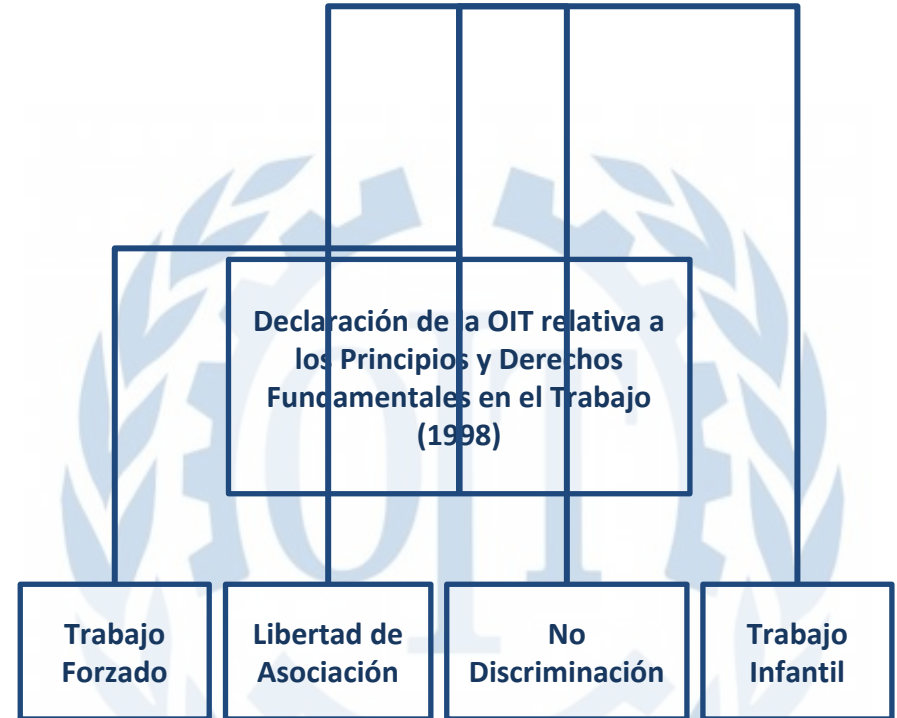 Declaración de la OIT relativa a
los Principios y Derechos
Fundamentales en el Trabajo
(1998)
Trabajo
Forzado
Libertad de
Asociación
No
Discriminación
Trabajo
Infantil
OIT